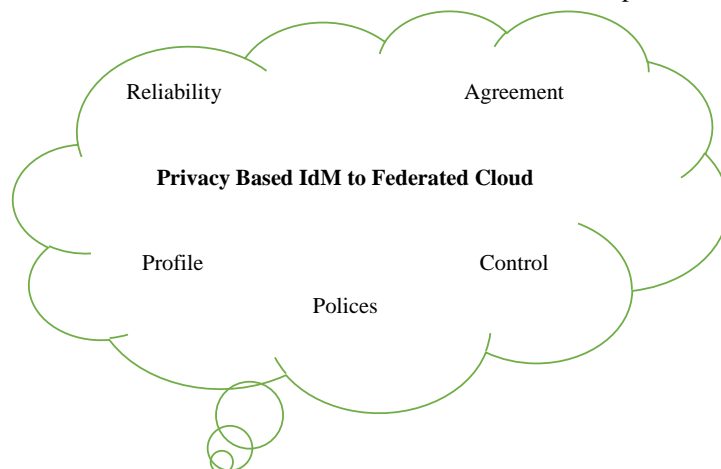 Reliability Agreement
Privacy Based IdM to Federated Cloud
Profile Control
Polices